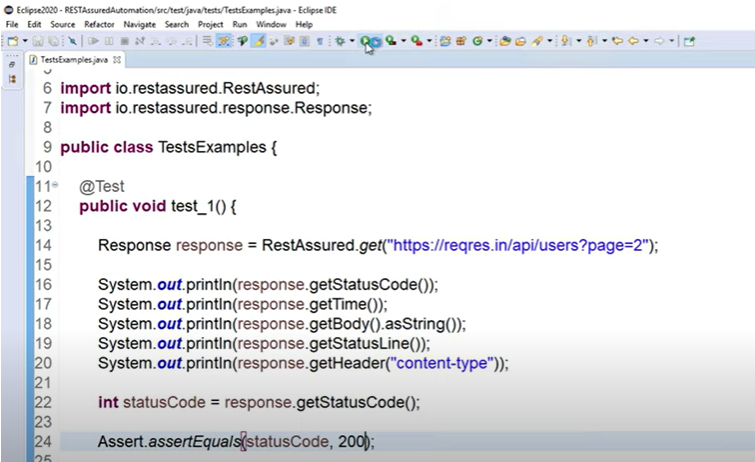 Eclipse2020 - RESTAssuredAutomation/src/test/java/tests/TestsExamples.java - Eclipse IDE
File Edit Source Refactor Navigate Search Project Run Window Help
TestsExamples.java
6 import io.restassured.RestAssured;
7 import io.restassured.response.Response;
8
9 public class TestsExamples {
10
11 @Test
12 public void test_1() {
13
14 Response response = RestAssured.get("https://reqres.in/api/users?page=2");
15
16 System.out.println(response.getStatusCode());
17 System.out.println(response.getTime());
18 System.out.println(response.getBody().asString());
19 System.out.println(response.getStatusLine());
20 System.out.println(response.getHeader("content-type"));
21
22 int statusCode = response.getStatusCode();
23
24 Assert.assertEquals(statusCode, 200);
25